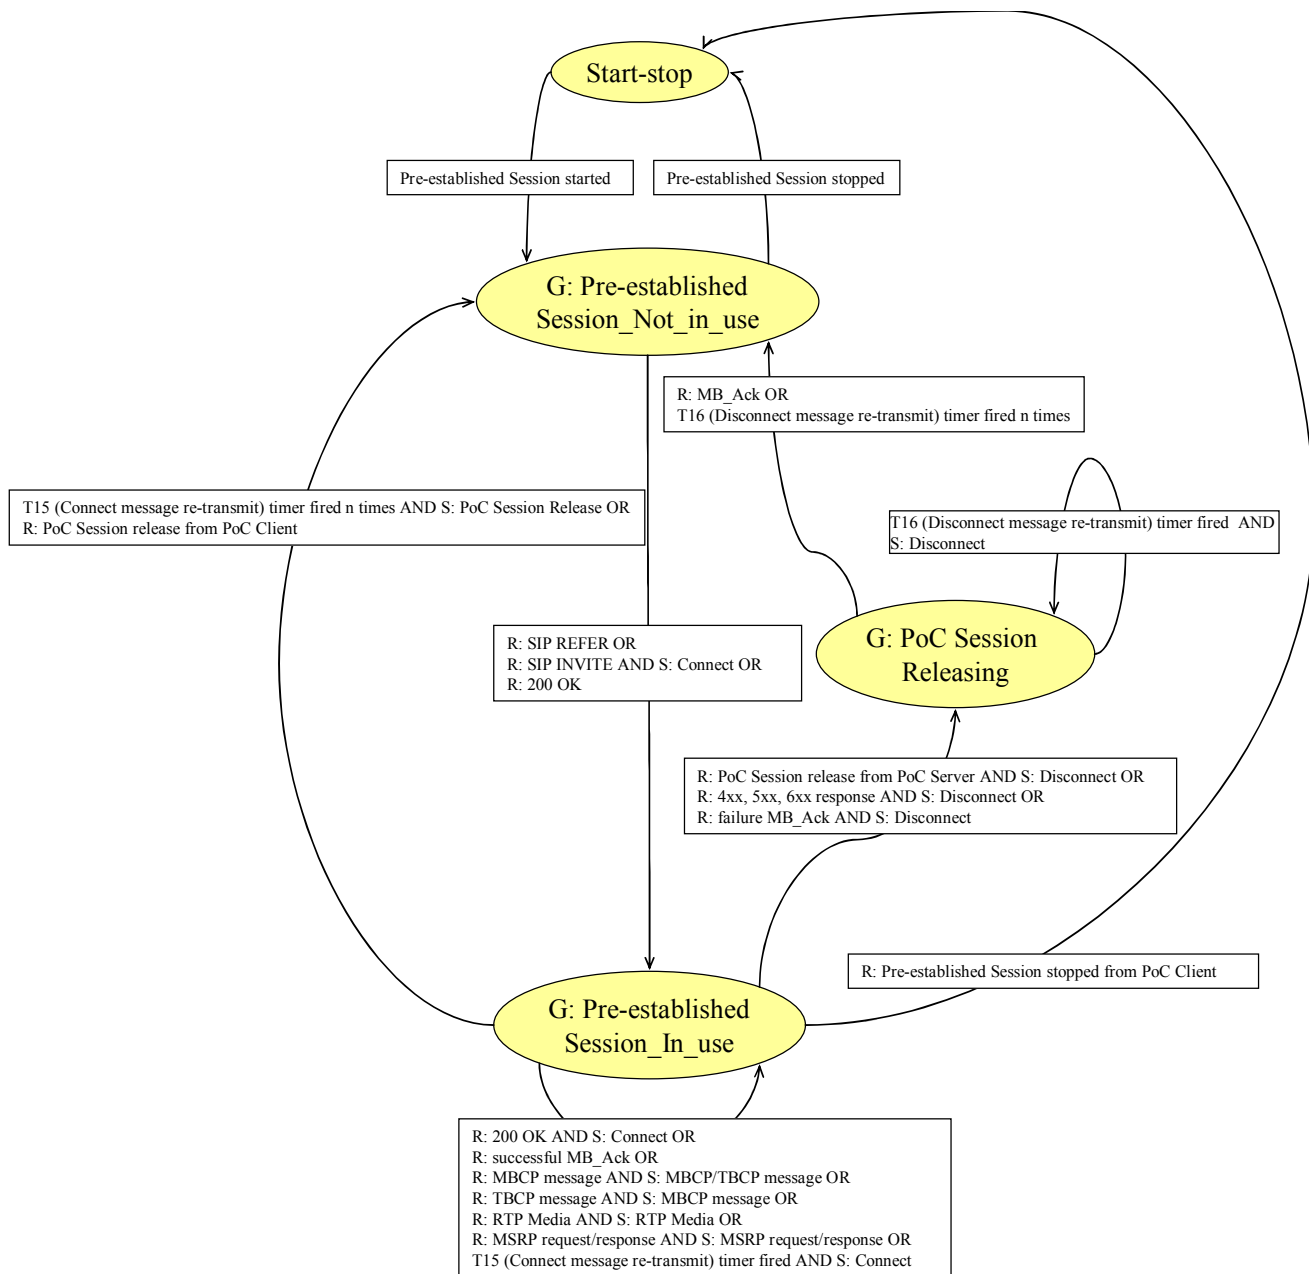 Start-stop
Pre-established Session started
Pre-established Session stopped
G: Pre-established
Session_Not_in_use
R: MB_Ack OR
T16 (Disconnect message re-transmit) timer fired n times
T15 (Connect message re-transmit) timer fired n times AND S: PoC Session Release OR
R: PoC Session release from PoC Client
T16 (Disconnect message re-transmit) timer fired AND
S: Disconnect
R: SIP REFER OR
R: SIP INVITE AND S: Connect OR
R: 200 OK
G: PoC Session
Releasing
R: PoC Session release from PoC Server AND S: Disconnect OR
R: 4xx, 5xx, 6xx response AND S: Disconnect OR
R: failure MB_Ack AND S: Disconnect
R: Pre-established Session stopped from PoC Client
G: Pre-established
Session_In_use
R: 200 OK AND S: Connect OR
R: successful MB_Ack OR
R: MBCP message AND S: MBCP/TBCP message OR
R: TBCP message AND S: MBCP message OR
R: RTP Media AND S: RTP Media OR
R: MSRP request/response AND S: MSRP request/response OR
T15 (Connect message re-transmit) timer fired AND S: Connect